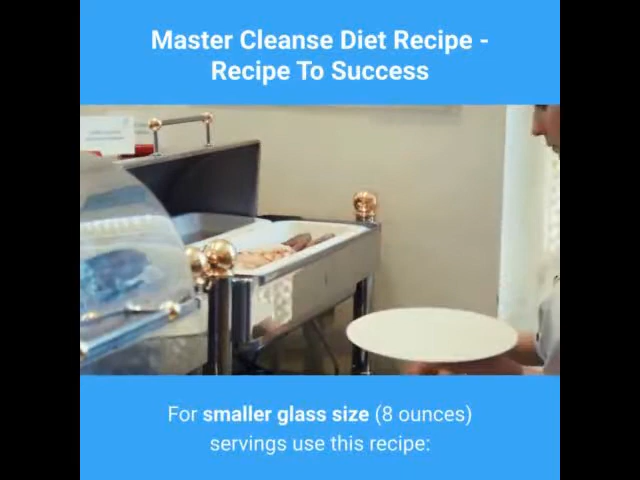 Master Cleanse Diet Recipe -
Recipe To Success
For smaller glass size (8 ounces)
servings use this recipe: